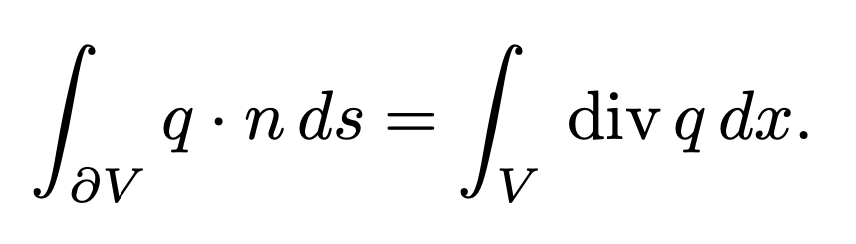 ∫_{∂V} q · n ds = ∫_V div q dx.